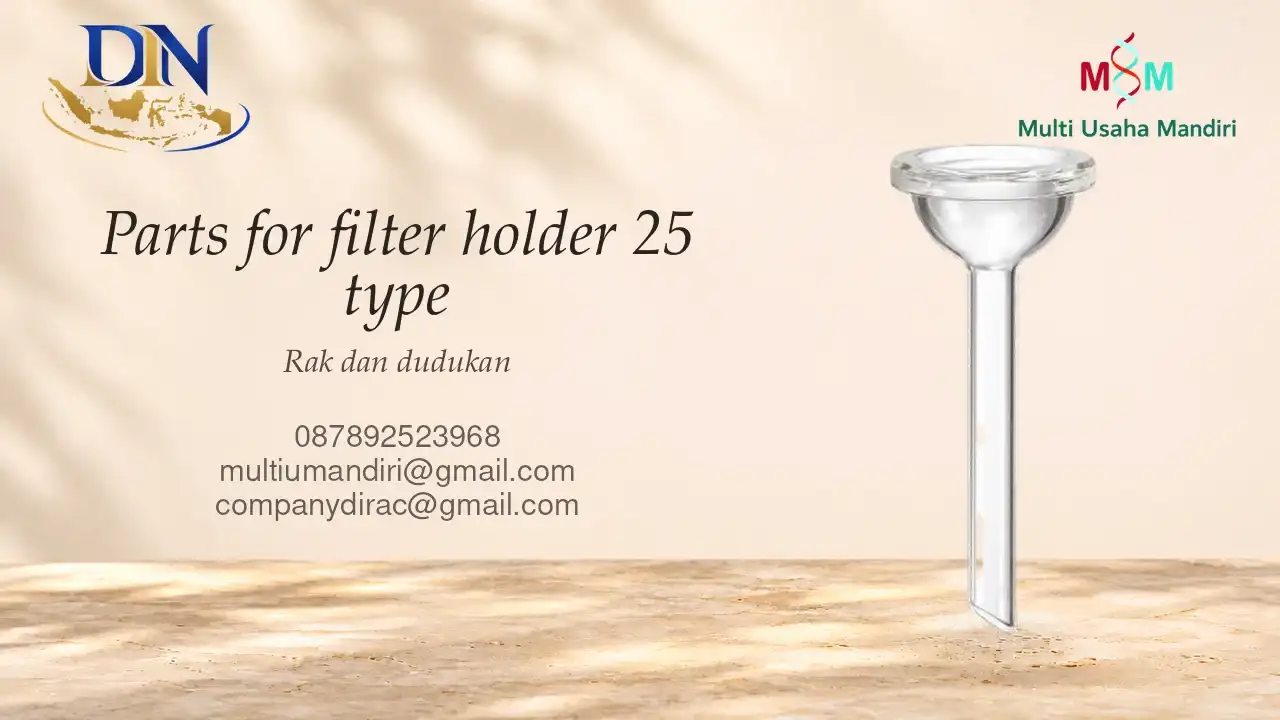 DIN
MSM
Multi Usaha Mandiri
Parts for filter holder 25
type
Rak dan dudukan
087892523968
multiumandiri@gmail.com
companydirac@gmail.com